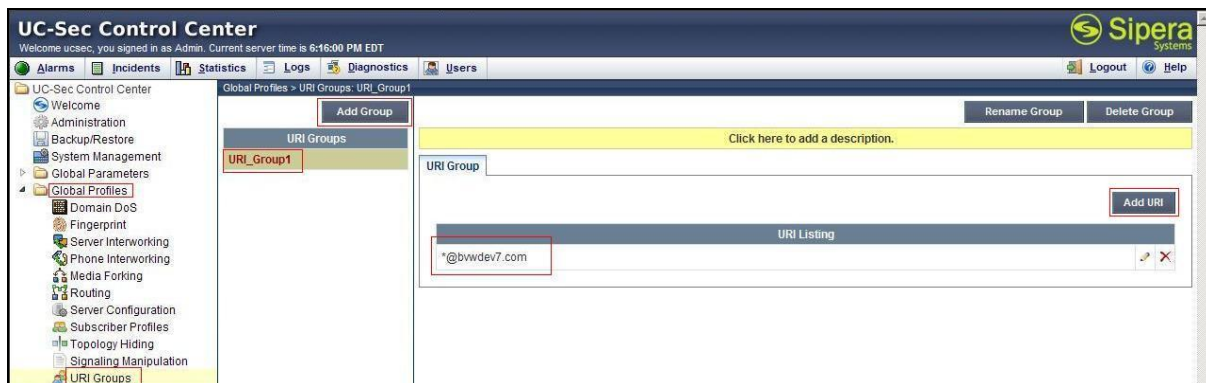 UC-Sec Control Center
Welcome ucsec, you signed in as Admin. Current server time is 6:16:00 PM EDT
Sipera
Systems
Alarms Incidents Statistics Logs Diagnostics Users Logout Help
UC-Sec Control Center
Welcome
Administration
Backup/Restore
System Management
Global Parameters
Global Profiles
Domain DoS
Fingerprint
Server Interworking
Phone Interworking
Media Forking
Routing
Server Configuration
Subscriber Profiles
Topology Hiding
Signaling Manipulation
URI Groups
Global Profiles > URI Groups: URI_Group1
Add Group
URI Groups
URI_Group1
Rename Group Delete Group
Click here to add a description.
URI Group
Add URI
URI Listing
*@bvwdev7.com